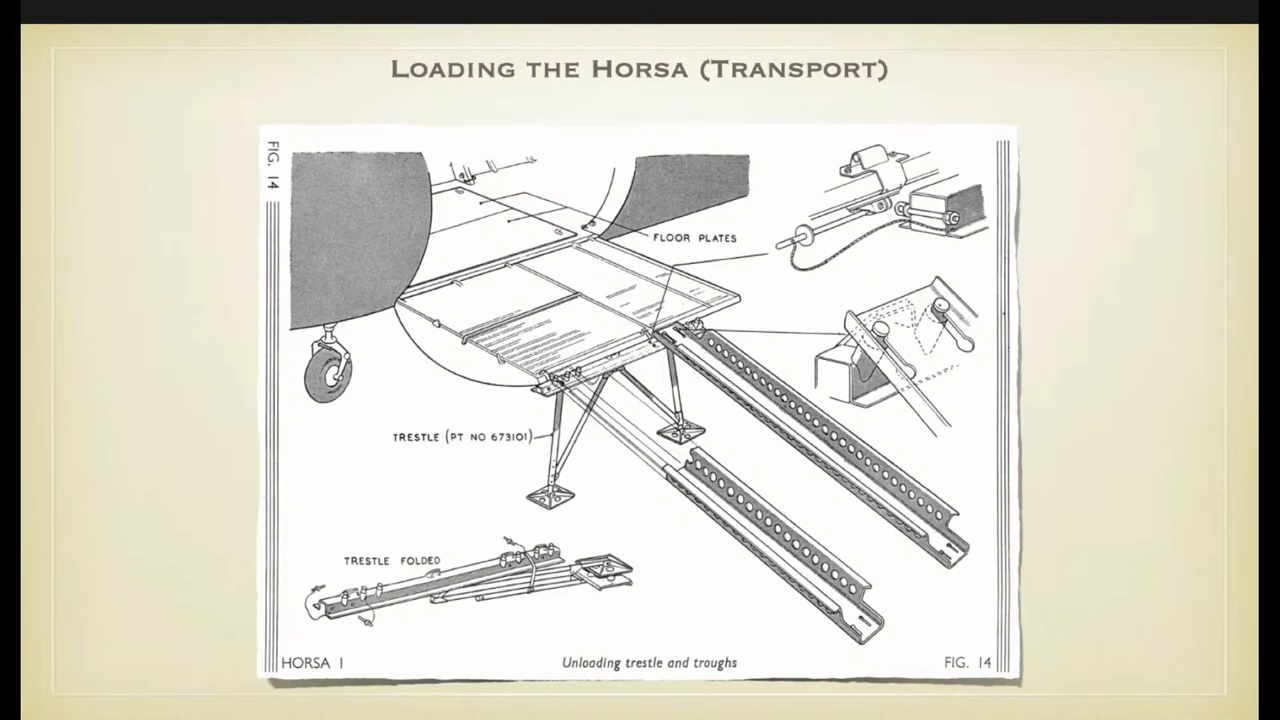 LOADING THE HORSA (TRANSPORT)
FIG. 14
FLOOR PLATES
TRESTLE (PT NO 673101)
TRESTLE FOLDED
HORSA 1
Unloading trestle and troughs
FIG. 14